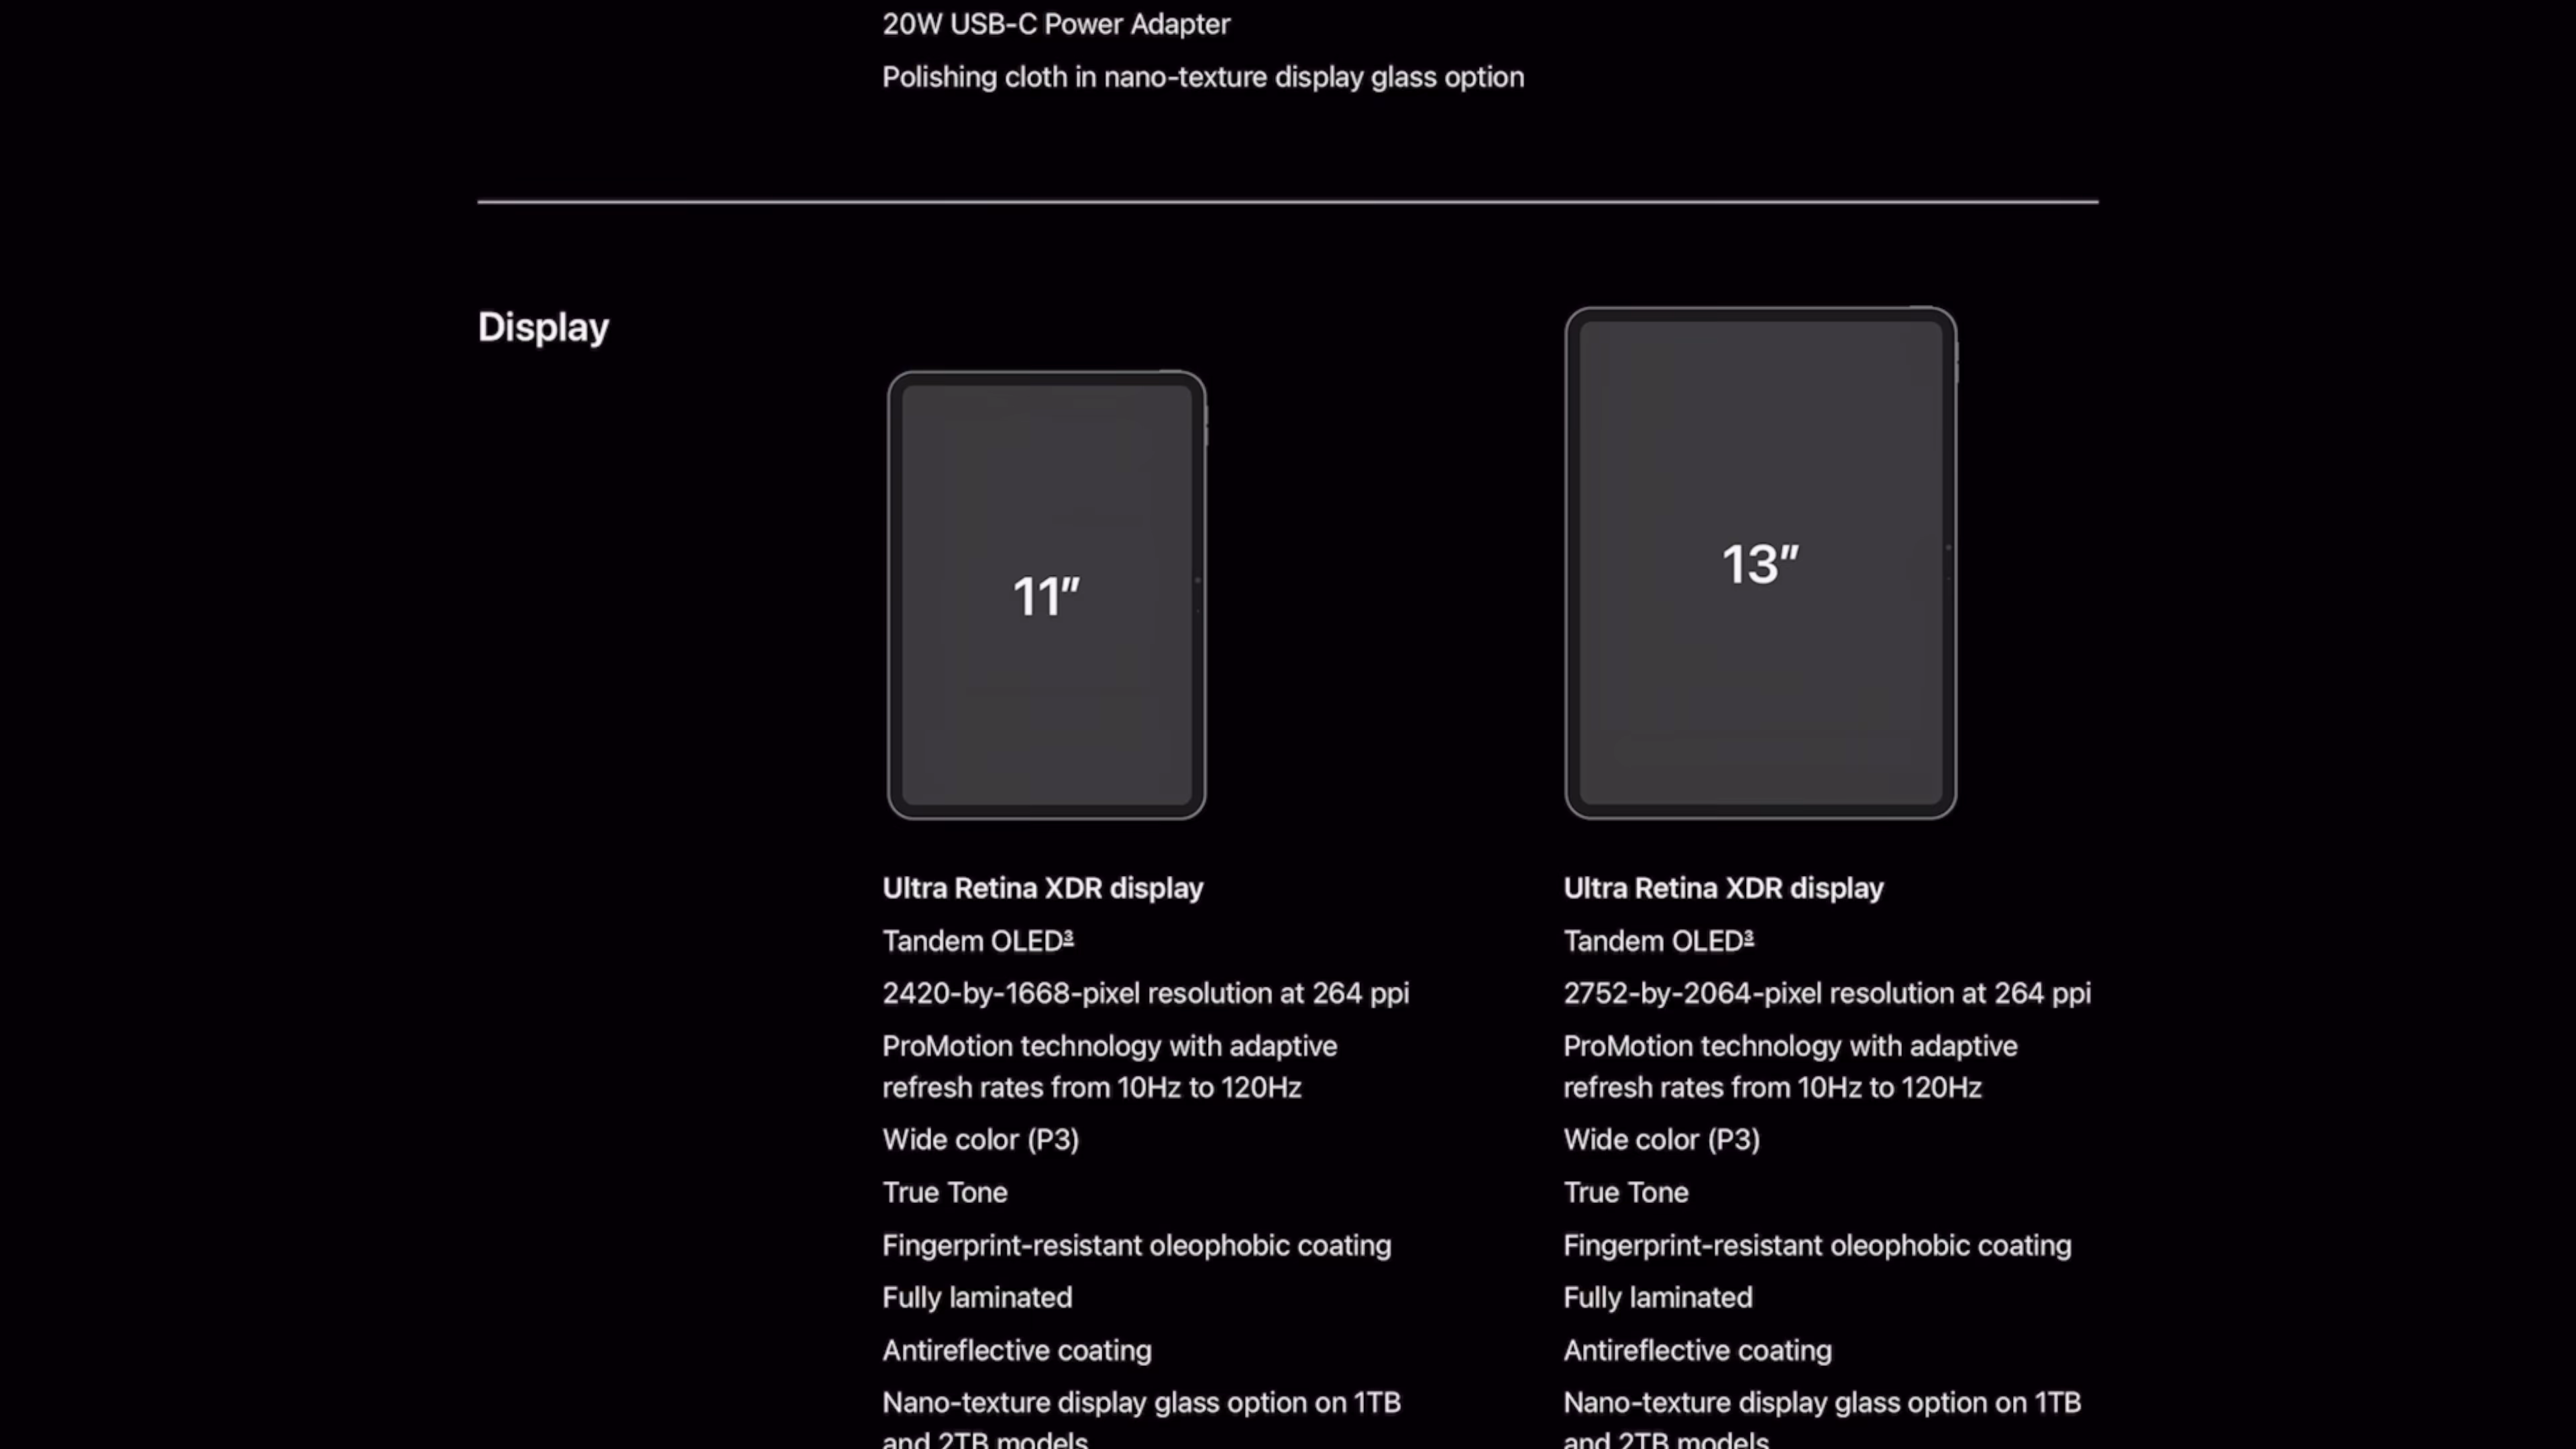 20W USB-C Power Adapter
Polishing cloth in nano-texture display glass option
Display
11″
13″
Ultra Retina XDR display
Tandem OLED³
2420-by-1668-pixel resolution at 264 ppi
ProMotion technology with adaptive
refresh rates from 10Hz to 120Hz
Wide color (P3)
True Tone
Fingerprint-resistant oleophobic coating
Fully laminated
Antireflective coating
Nano-texture display glass option on 1TB
and 2TB models
Ultra Retina XDR display
Tandem OLED³
2752-by-2064-pixel resolution at 264 ppi
ProMotion technology with adaptive
refresh rates from 10Hz to 120Hz
Wide color (P3)
True Tone
Fingerprint-resistant oleophobic coating
Fully laminated
Antireflective coating
Nano-texture display glass option on 1TB
and 2TB models